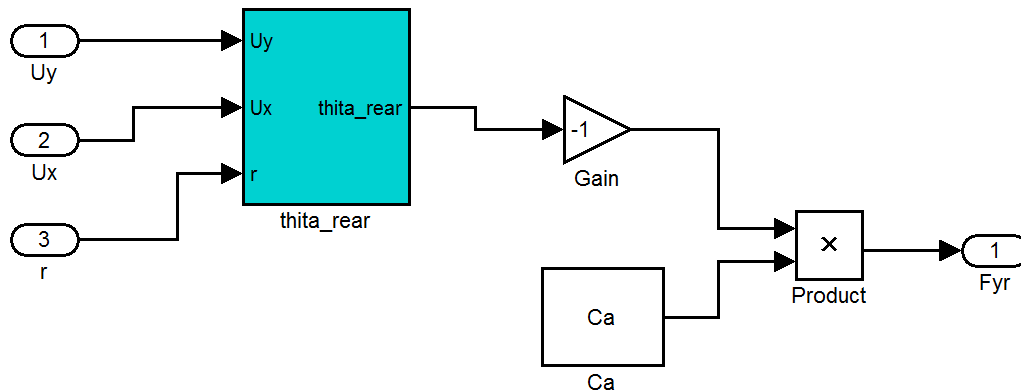 1
Uy
2
Ux
3
r
Uy
Ux
thita_rear
r
thita_rear
-1
Gain
Ca
Ca
×
Product
1
Fyr